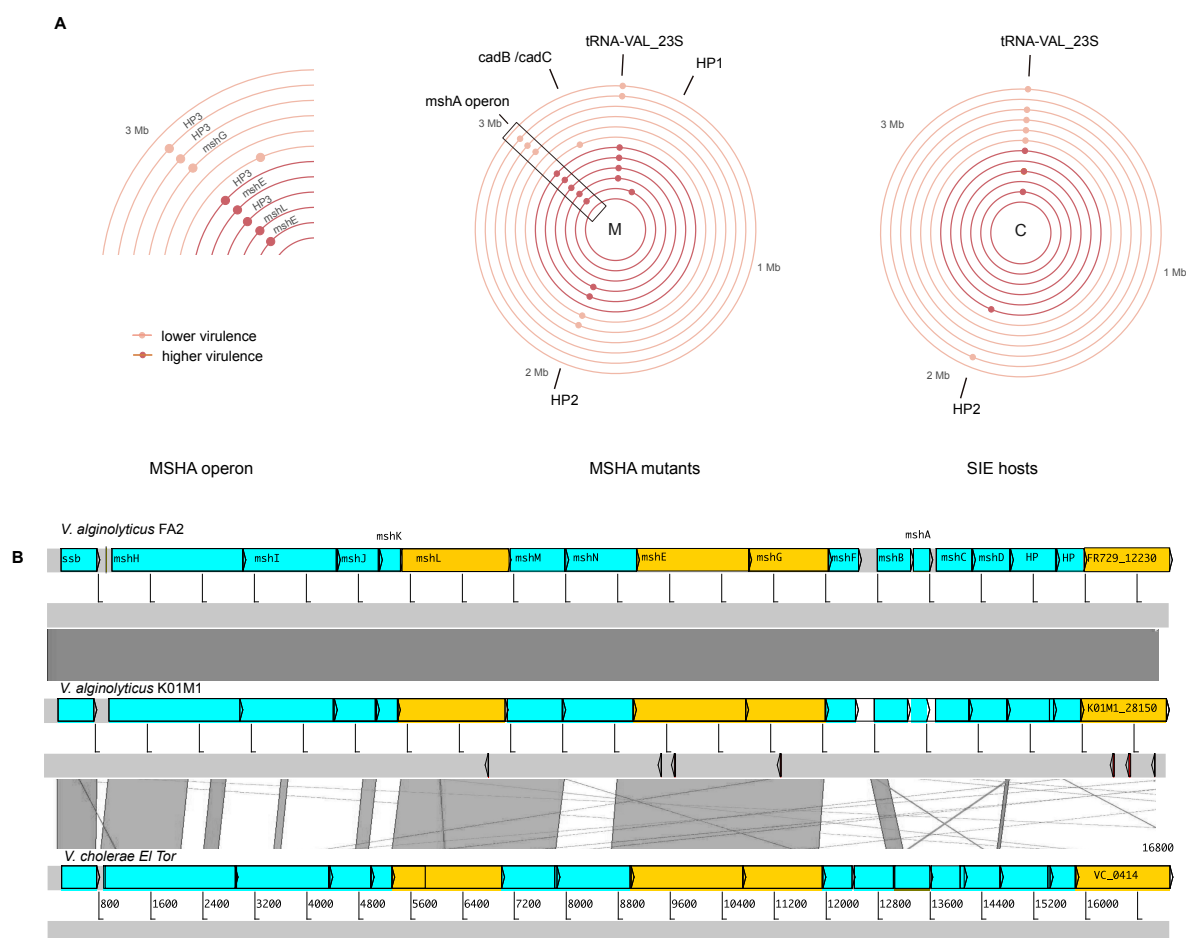 A
tRNA-VAL_23S
cadB /cadC
HP1
mshA operon
3 Mb
M
1 Mb
2 Mb
HP2
tRNA-VAL_23S
3 Mb
C
1 Mb
2 Mb
HP2
3 Mb
HP3
HP3
mshG
HP3
mshE
HP3
mshL
mshE
lower virulence
higher virulence
MSHA operon
MSHA mutants
SIE hosts
B
V. alginolyticus FA2
mshK
mshA
ssb mshH mshI mshJ mshL mshM mshN mshE mshG mshF mshB mshC mshD HP HP FR729_12230
V. alginolyticus K01M1
K01M1_28150
16800
V. cholerae El Tor
VC_0414
800 1600 2400 3200 4000 4800 5600 6400 7200 8000 8800 9600 10400 11200 12000 12800 13600 14400 15200 16000